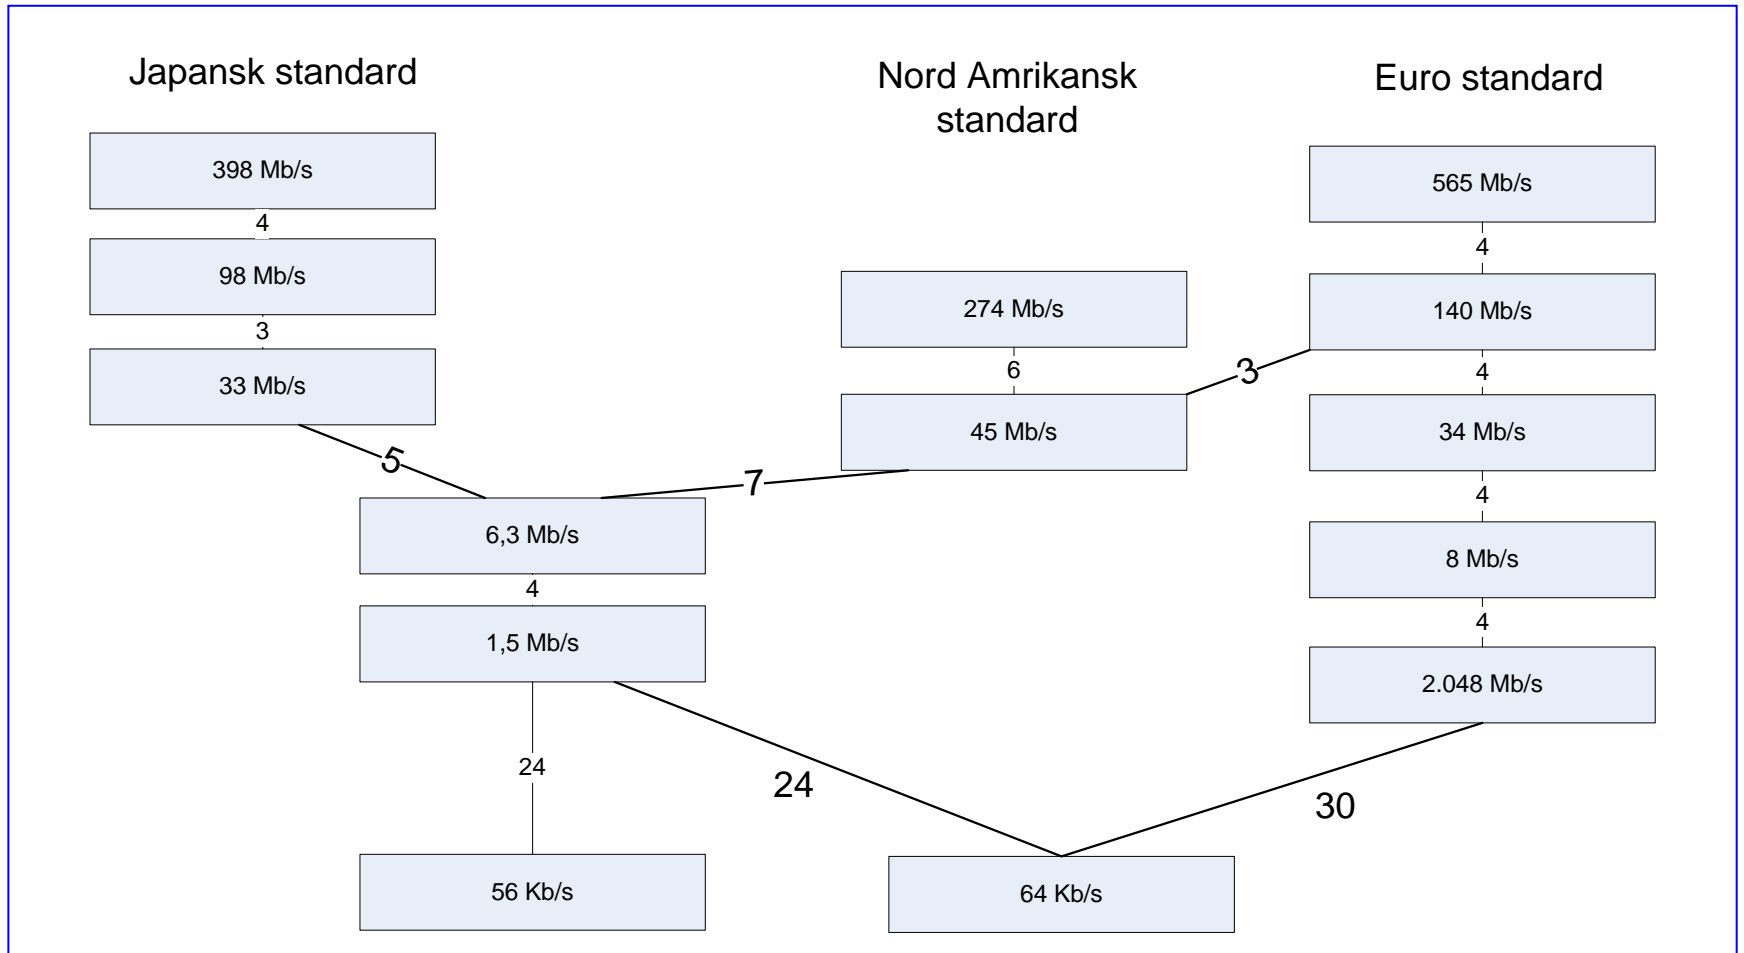 Japansk standard
Nord Amrikansk
standard
Euro standard
398 Mb/s
4
98 Mb/s
3
33 Mb/s
5
274 Mb/s
6
45 Mb/s
7
3
565 Mb/s
4
140 Mb/s
4
34 Mb/s
4
8 Mb/s
4
2.048 Mb/s
6,3 Mb/s
4
1,5 Mb/s
24
24
30
56 Kb/s
64 Kb/s